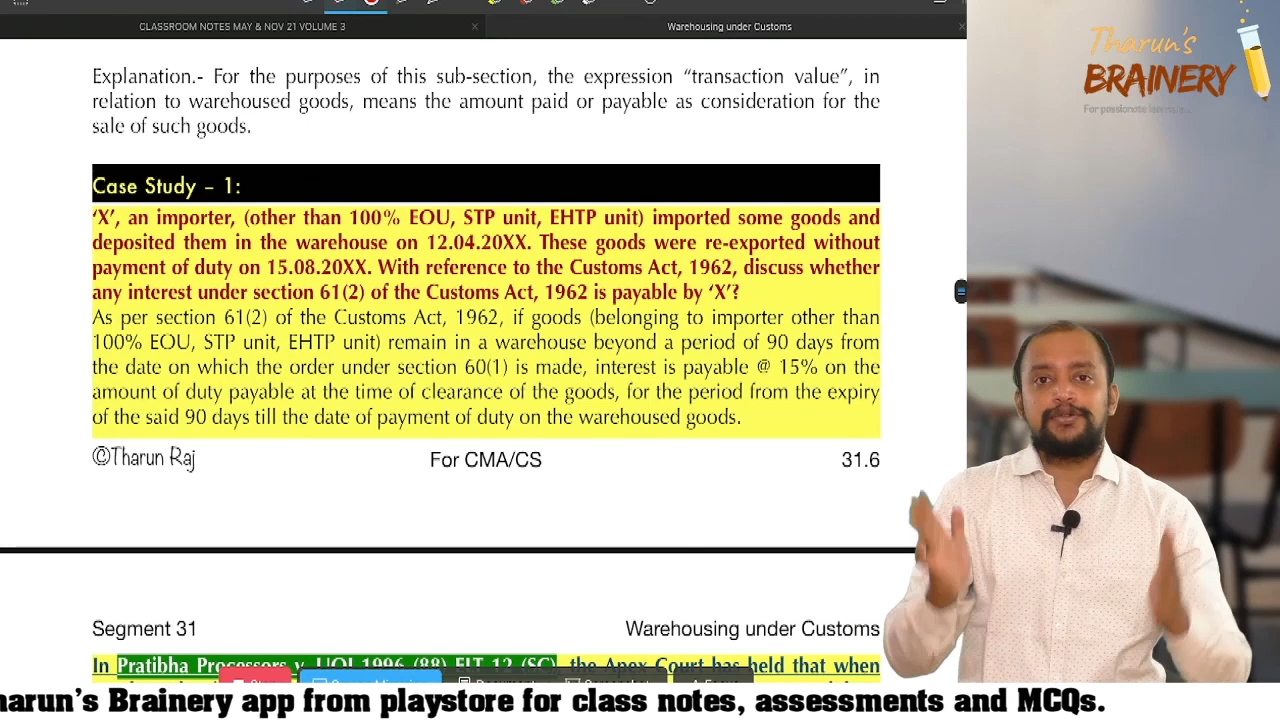 CLASSROOM NOTES MAY & NOV 21 VOLUME 3
Warehousing under Customs
Tharun's
BRAINERY
For passionate
Explanation.- For the purposes of this sub-section, the expression “transaction value”, in
relation to warehoused goods, means the amount paid or payable as consideration for the
sale of such goods.
Case Study – 1:
‘X’, an importer, (other than 100% EOU, STP unit, EHTP unit) imported some goods and
deposited them in the warehouse on 12.04.20XX. These goods were re-exported without
payment of duty on 15.08.20XX. With reference to the Customs Act, 1962, discuss whether
any interest under section 61(2) of the Customs Act, 1962 is payable by ‘X’?
As per section 61(2) of the Customs Act, 1962, if goods (belonging to importer other than
100% EOU, STP unit, EHTP unit) remain in a warehouse beyond a period of 90 days from
the date on which the order under section 60(1) is made, interest is payable @ 15% on the
amount of duty payable at the time of clearance of the goods, for the period from the expiry
of the said 90 days till the date of payment of duty on the warehoused goods.
©Tharun Raj For CMA/CS 31.6
Segment 31 Warehousing under Customs
In Pratibha Processors v. UOI 1996 (88) ELT 12 (SC), the Apex Court has held that when
harun's Brainery app from playstore for class notes, assessments and MCQs.